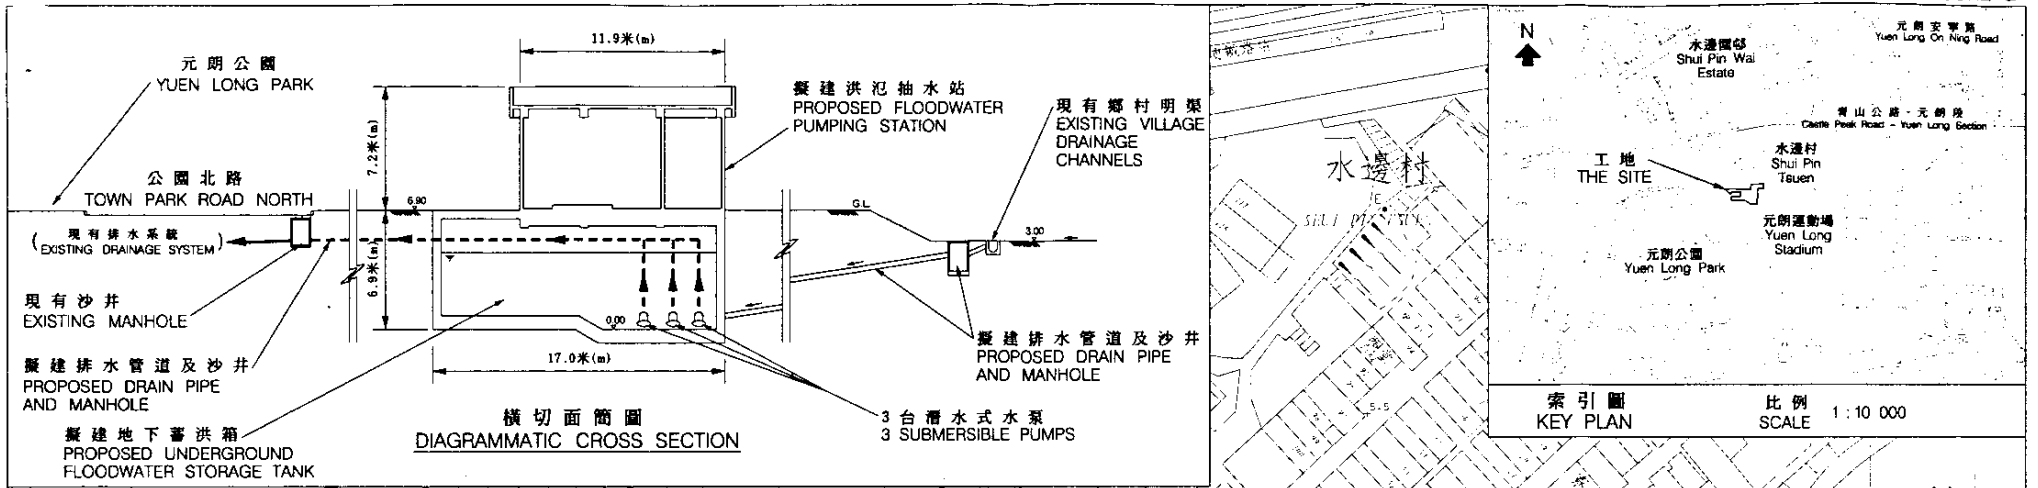 元朗公園
YUEN LONG PARK
公園北路
TOWN PARK ROAD NORTH
(現有排水系統
EXISTING DRAINAGE SYSTEM)
現有沙井
EXISTING MANHOLE
擬建排水管道及沙井
PROPOSED DRAIN PIPE
AND MANHOLE
擬建地下蓄洪箱
PROPOSED UNDERGROUND
FLOODWATER STORAGE TANK
11.9米(m)
7.2米(m)
6.90
6.9米(m)
0.00
17.0米(m)
橫切面簡圖
DIAGRAMMATIC CROSS SECTION
擬建洪氾抽水站
PROPOSED FLOODWATER
PUMPING STATION
現有鄉村明渠
EXISTING VILLAGE
DRAINAGE
CHANNELS
G.L
3.00
擬建排水管道及沙井
PROPOSED DRAIN PIPE
AND MANHOLE
3台潛水式水泵
3 SUBMERSIBLE PUMPS
水邊村
5.5
N
元朗安寧路
Yuen Long On Ning Road
水邊圍邨
Shui Pin Wai
Estate
青山公路-元朗段
Castle Peak Road - Yuen Long Section
工地
THE SITE
水邊村
Shui Pin
Tsuen
元朗運動場
Yuen Long
Stadium
元朗公園
Yuen Long Park
索引圖
KEY PLAN
比例
SCALE 1:10 000